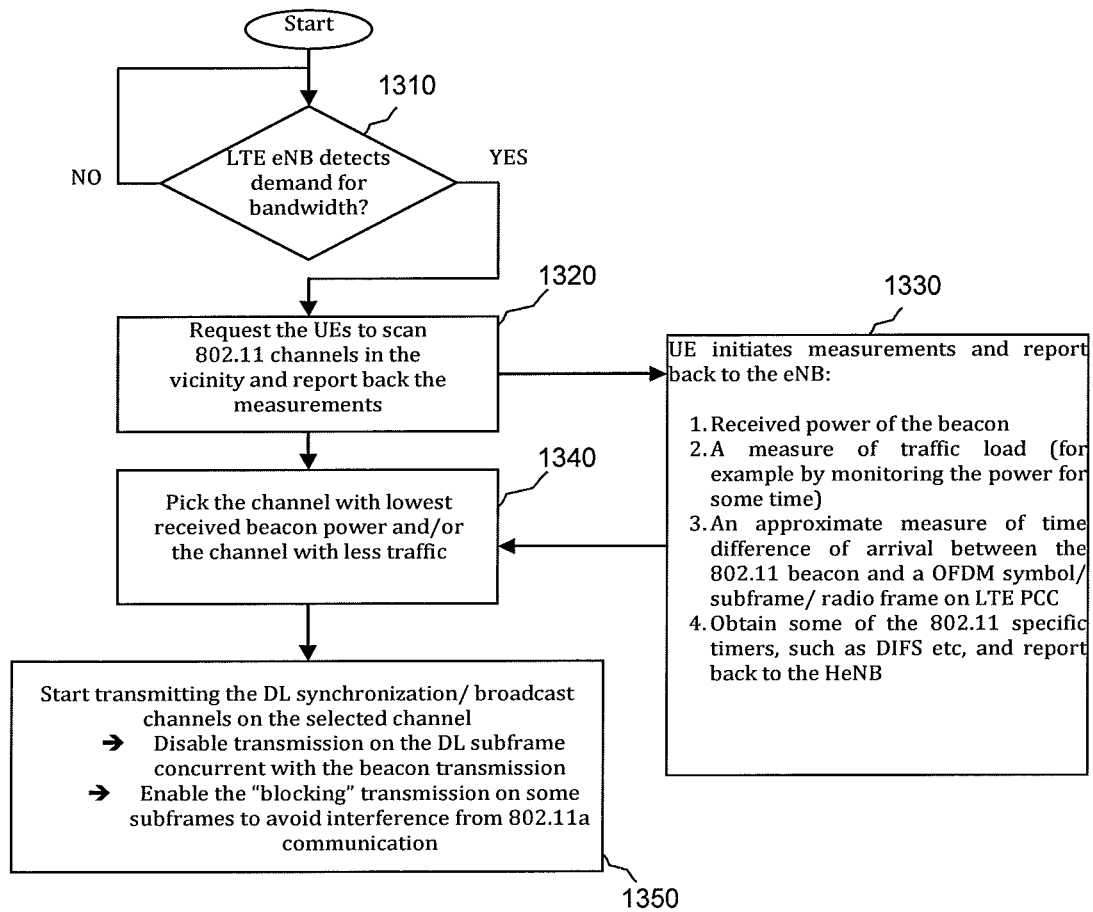 Start
1310
LTE eNB detects
demand for
bandwidth?
NO
YES
1320
Request the UEs to scan
802.11 channels in the
vicinity and report back the
measurements
1330
UE initiates measurements and report
back to the eNB:
1. Received power of the beacon
2. A measure of traffic load (for
example by monitoring the power for
some time)
3. An approximate measure of time
difference of arrival between the
802.11 beacon and a OFDM symbol/
subframe/ radio frame on LTE PCC
4. Obtain some of the 802.11 specific
timers, such as DIFS etc, and report
back to the HeNB
1340
Pick the channel with lowest
received beacon power and/or
the channel with less traffic
Start transmitting the DL synchronization/ broadcast
channels on the selected channel
➔ Disable transmission on the DL subframe
concurrent with the beacon transmission
➔ Enable the “blocking” transmission on some
subframes to avoid interference from 802.11a
communication
1350